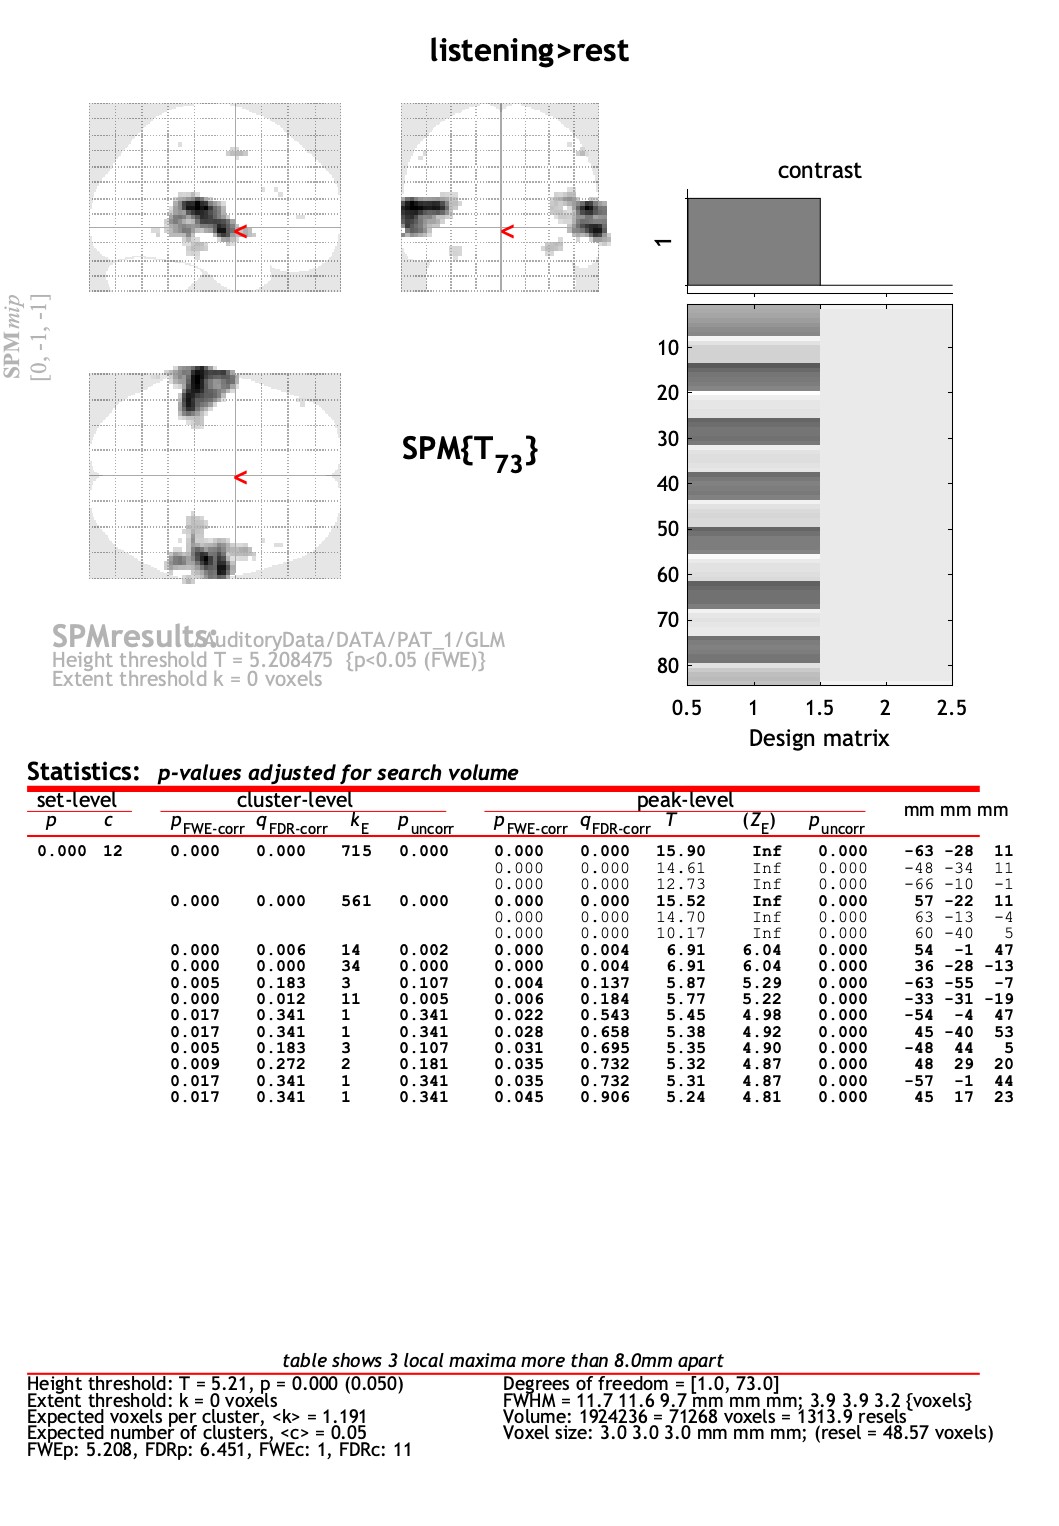 listening>rest
<
<
<
SPMmip
[0, -1, -1]
SPM{T73}
contrast
1
10
20
30
40
50
60
70
80
0.5 1 1.5 2 2.5
Design matrix
SPMresults: /AuditoryData/DATA/PAT_1/GLM
Height threshold T = 5.208475 {p<0.05 (FWE)}
Extent threshold k = 0 voxels
Statistics: p-values adjusted for search volume
set-level cluster-level peak-level mm mm mm
p c pFWE-corr qFDR-corr kE puncorr pFWE-corr qFDR-corr T (ZE) puncorr
0.000 12 0.000 0.000 715 0.000 0.000 0.000 15.90 Inf 0.000 -63 -28 11
0.000 0.000 14.61 Inf 0.000 -48 -34 11
0.000 0.000 12.73 Inf 0.000 -66 -10 -1
0.000 0.000 561 0.000 0.000 0.000 15.52 Inf 0.000 57 -22 11
0.000 0.000 14.70 Inf 0.000 63 -13 -4
0.000 0.000 10.17 Inf 0.000 60 -40 5
0.000 0.006 14 0.002 0.000 0.004 6.91 6.04 0.000 54 -1 47
0.000 0.000 34 0.000 0.000 0.004 6.91 6.04 0.000 36 -28 -13
0.005 0.183 3 0.107 0.004 0.137 5.87 5.29 0.000 -63 -55 -7
0.000 0.012 11 0.005 0.006 0.184 5.77 5.22 0.000 -33 -31 -19
0.017 0.341 1 0.341 0.022 0.543 5.45 4.98 0.000 -54 -4 47
0.017 0.341 1 0.341 0.028 0.658 5.38 4.92 0.000 45 -40 53
0.005 0.183 3 0.107 0.031 0.695 5.35 4.90 0.000 -48 44 5
0.009 0.272 2 0.181 0.035 0.732 5.32 4.87 0.000 48 29 20
0.017 0.341 1 0.341 0.035 0.732 5.31 4.87 0.000 -57 -1 44
0.017 0.341 1 0.341 0.045 0.906 5.24 4.81 0.000 45 17 23
table shows 3 local maxima more than 8.0mm apart
Height threshold: T = 5.21, p = 0.000 (0.050)
Extent threshold: k = 0 voxels
Expected voxels per cluster, <k> = 1.191
Expected number of clusters, <c> = 0.05
FWEp: 5.208, FDRp: 6.451, FWEc: 1, FDRc: 11
Degrees of freedom = [1.0, 73.0]
FWHM = 11.7 11.6 9.7 mm mm mm; 3.9 3.9 3.2 {voxels}
Volume: 1924236 = 71268 voxels = 1313.9 resels
Voxel size: 3.0 3.0 3.0 mm mm mm; (resel = 48.57 voxels)